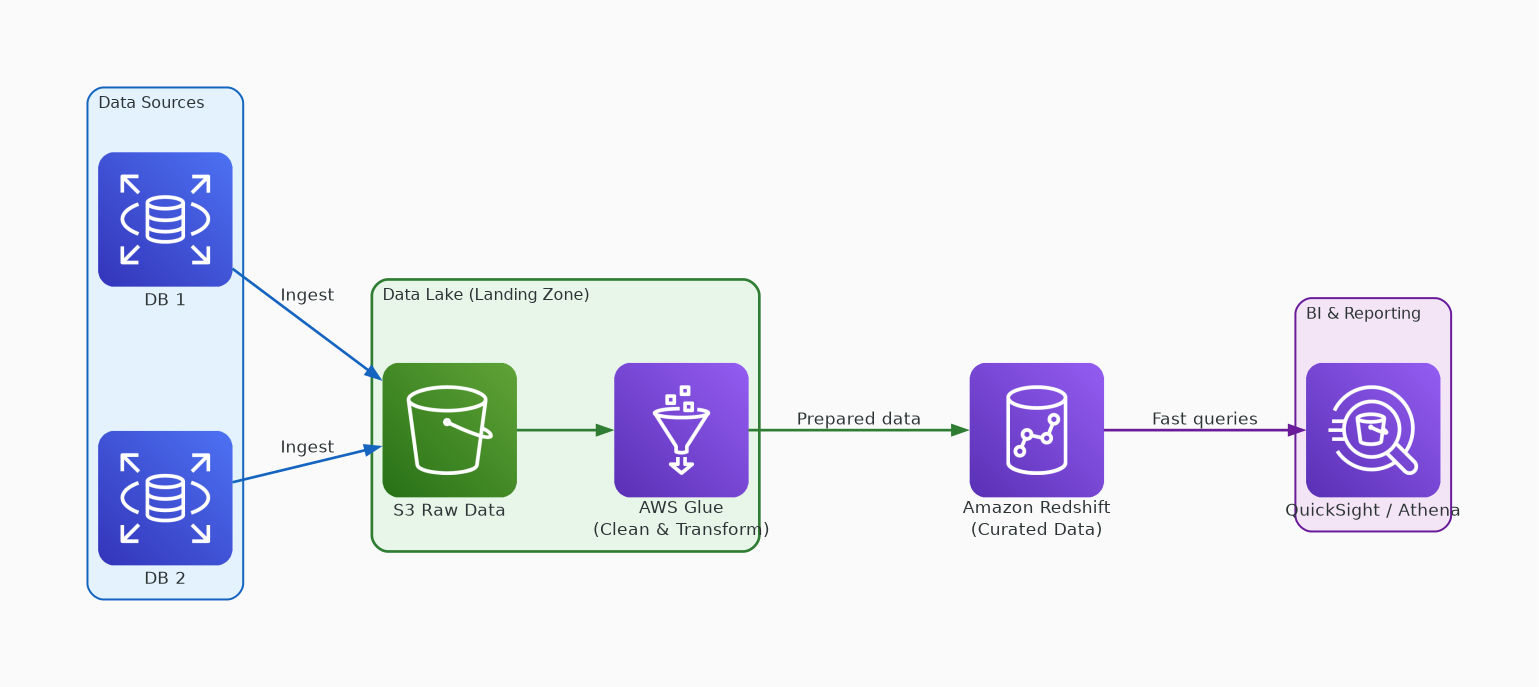 Data Sources
DB 1
DB 2
Ingest
Ingest
Data Lake (Landing Zone)
S3 Raw Data
AWS Glue
(Clean & Transform)
Prepared data
Amazon Redshift
(Curated Data)
Fast queries
BI & Reporting
QuickSight / Athena